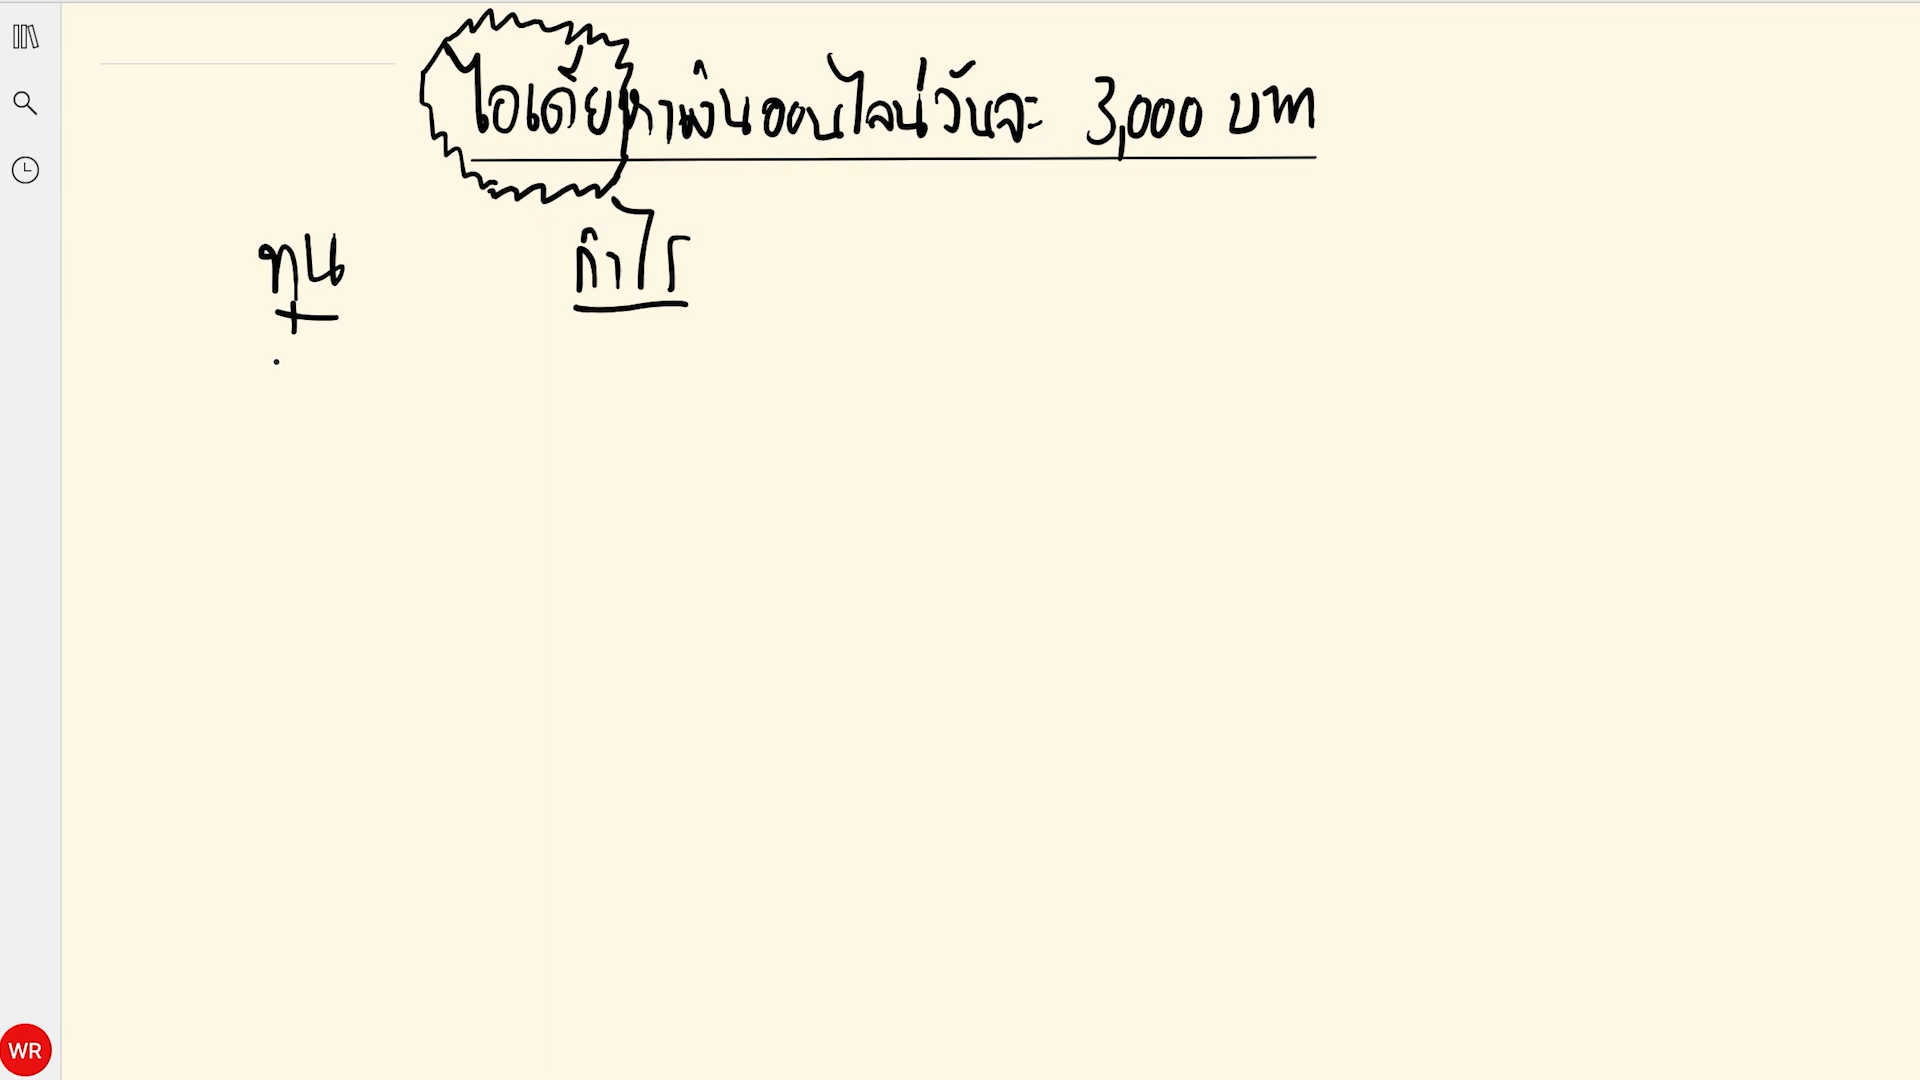 ไอเดียหาเงินออนไลน์วันละ 3,000 บาท
ทุน กำไร
WR